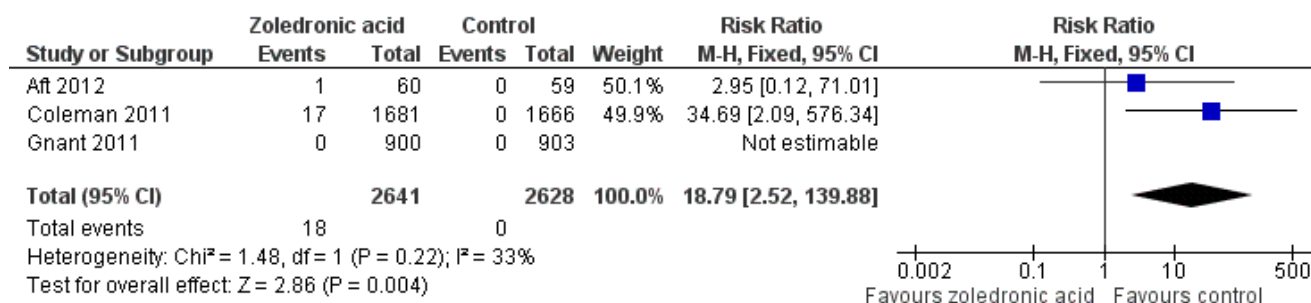 Zoledronic acid Control Risk Ratio Risk Ratio
Study or Subgroup Events Total Events Total Weight M-H, Fixed, 95% CI M-H, Fixed, 95% CI
Aft 2012 1 60 0 59 50.1% 2.95 [0.12, 71.01]
Coleman 2011 17 1681 0 1666 49.9% 34.69 [2.09, 576.34]
Gnant 2011 0 900 0 903 Not estimable
Total (95% CI) 2641 2628 100.0% 18.79 [2.52, 139.88]
Total events 18 0
Heterogeneity: Chi² = 1.48, df = 1 (P = 0.22); I² = 33%
Test for overall effect: Z = 2.86 (P = 0.004)
0.002 0.1 1 10 500
Favours zoledronic acid Favours control